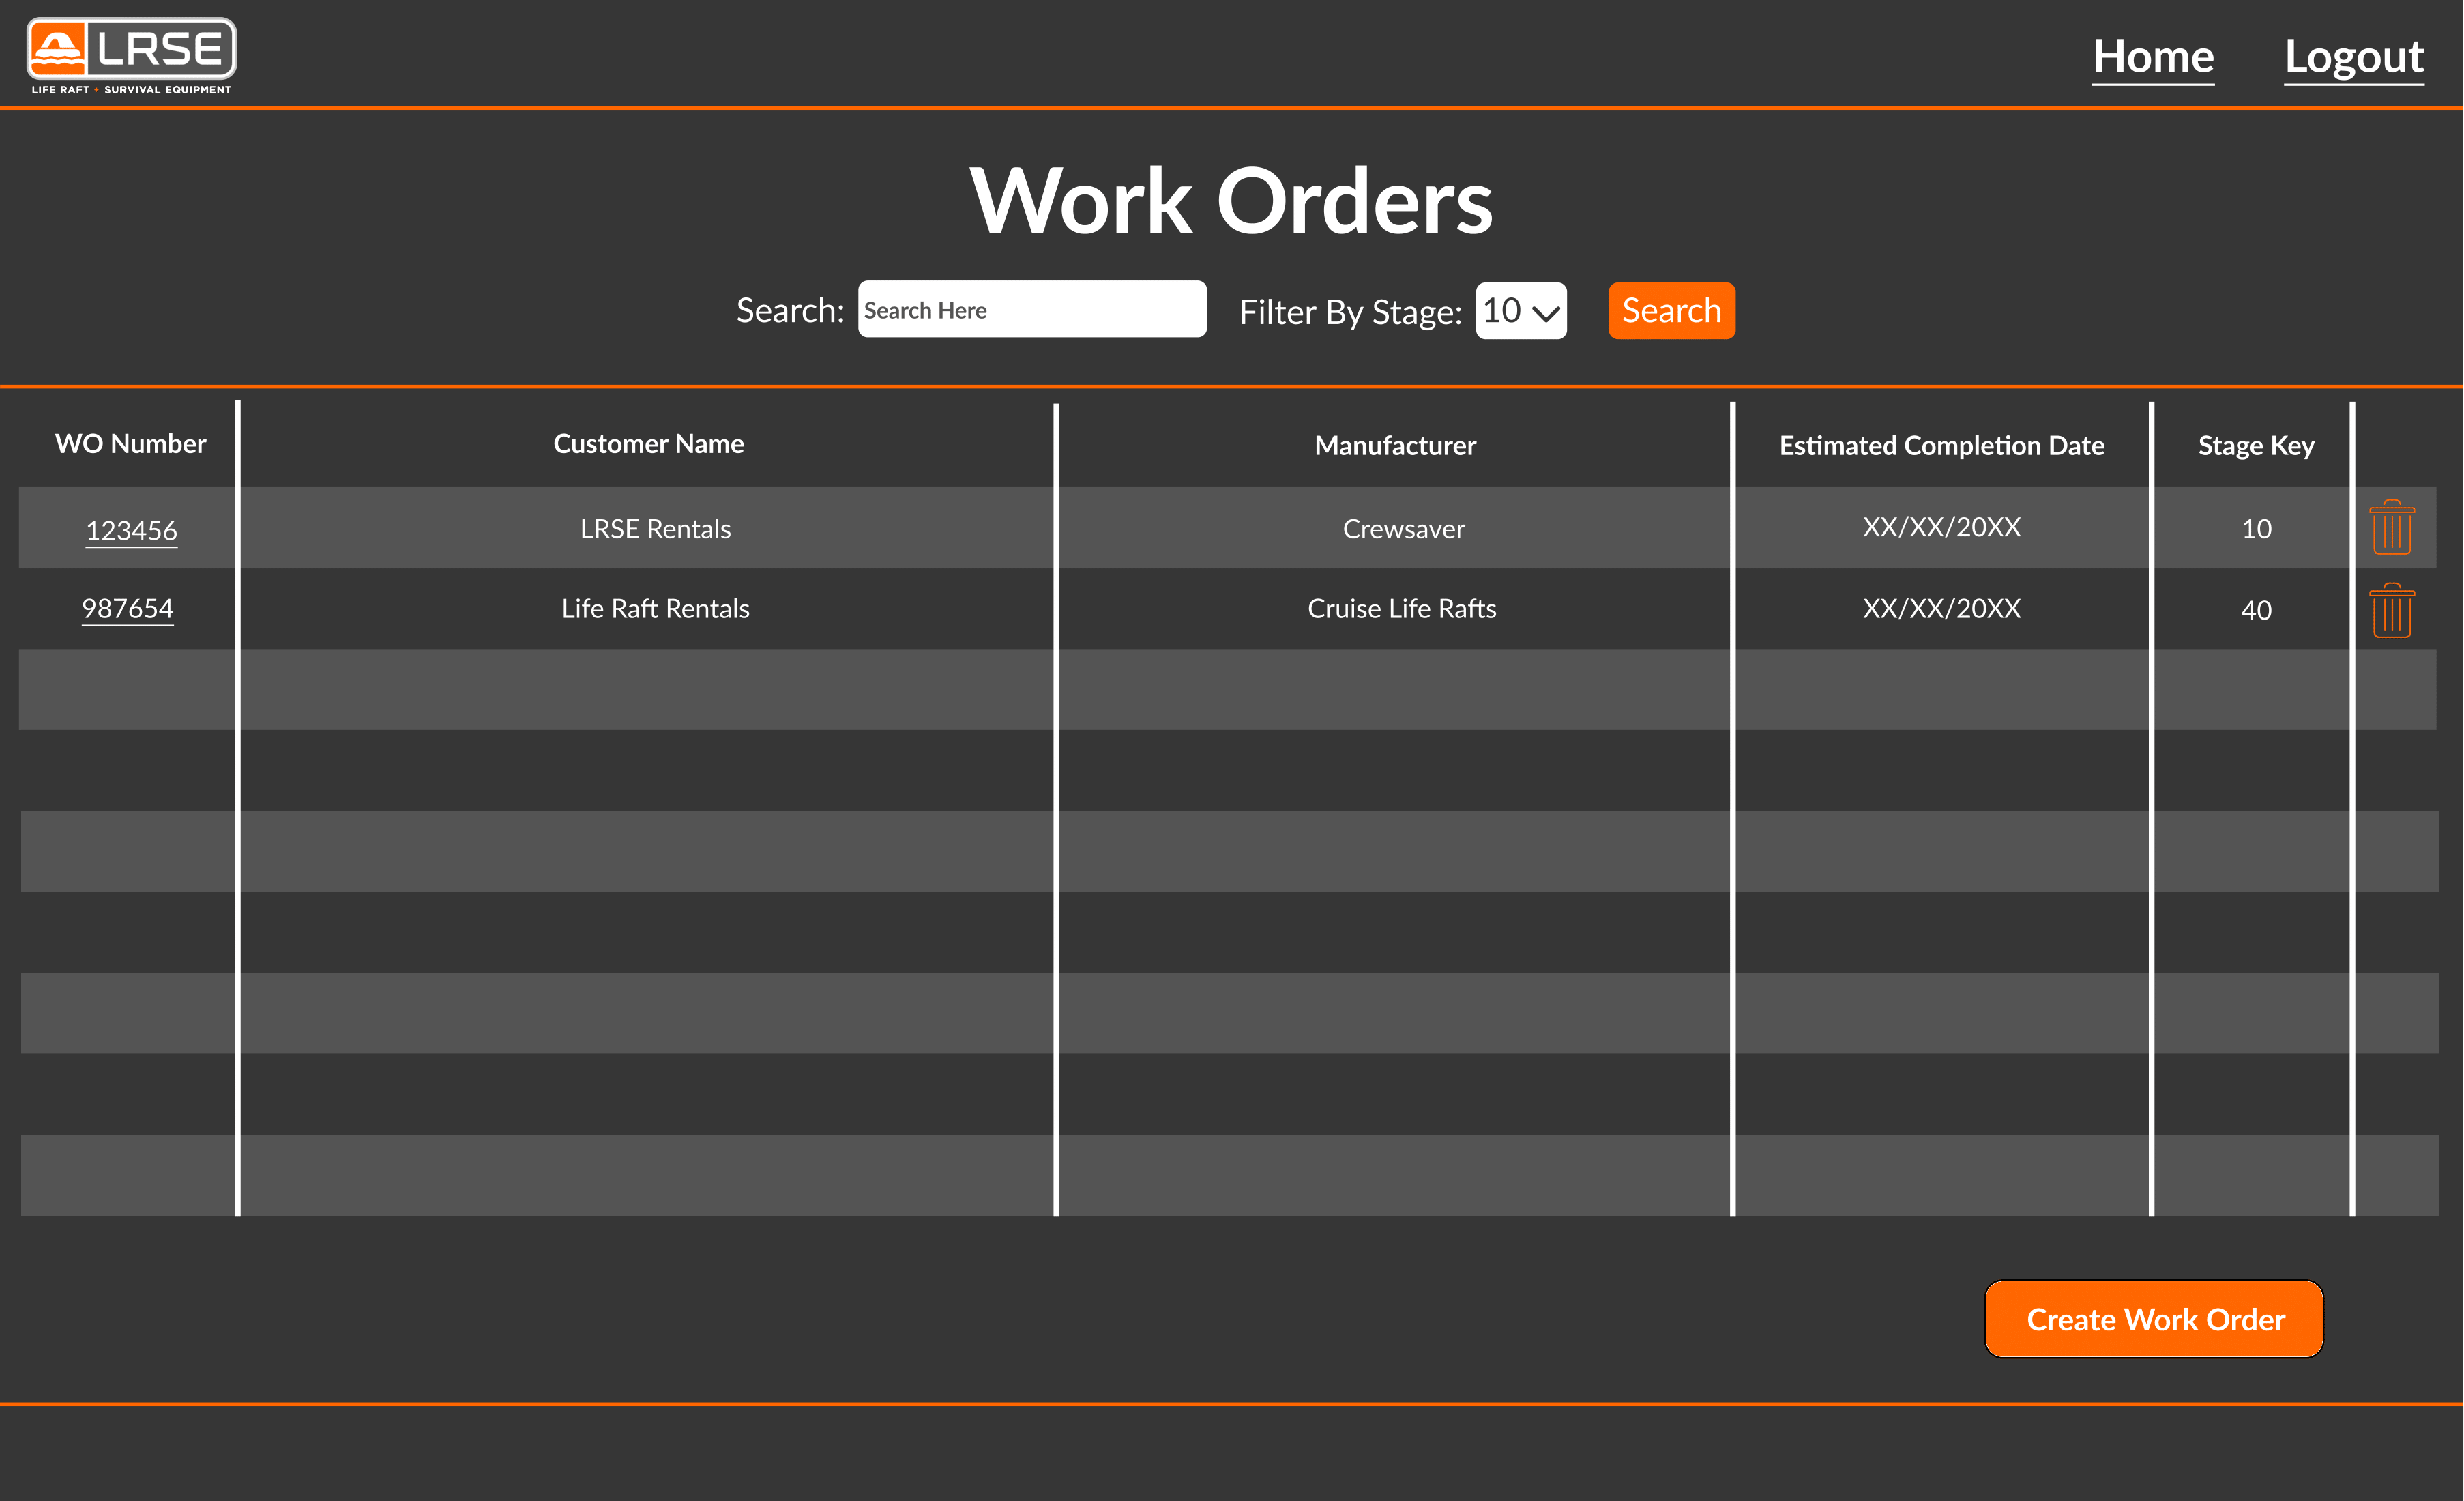 LRSE
LIFE RAFT + SURVIVAL EQUIPMENT
Home Logout
Work Orders
Search: Search Here Filter By Stage: 10 Search
WO Number Customer Name Manufacturer Estimated Completion Date Stage Key
123456 LRSE Rentals Crewsaver XX/XX/20XX 10
987654 Life Raft Rentals Cruise Life Rafts XX/XX/20XX 40
Create Work Order